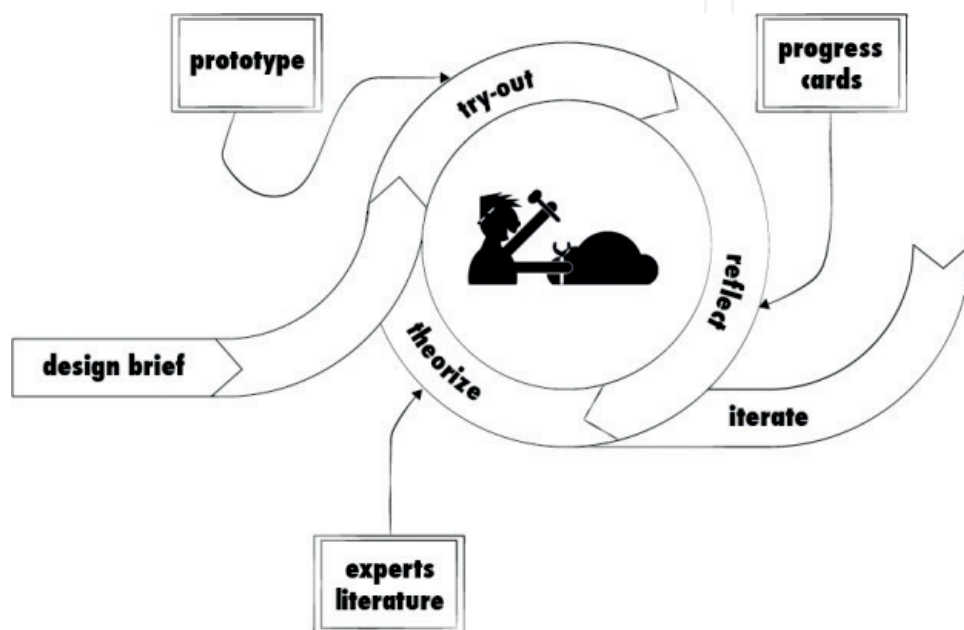 prototype
progress
cards
try-out
reflect
design brief
theorize
iterate
experts
literature